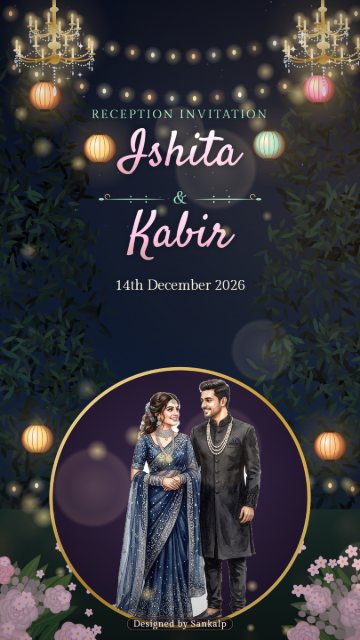 RECEPTION INVITATION
Ishita
&
Kabir
14th December 2026
Designed by Sankalp